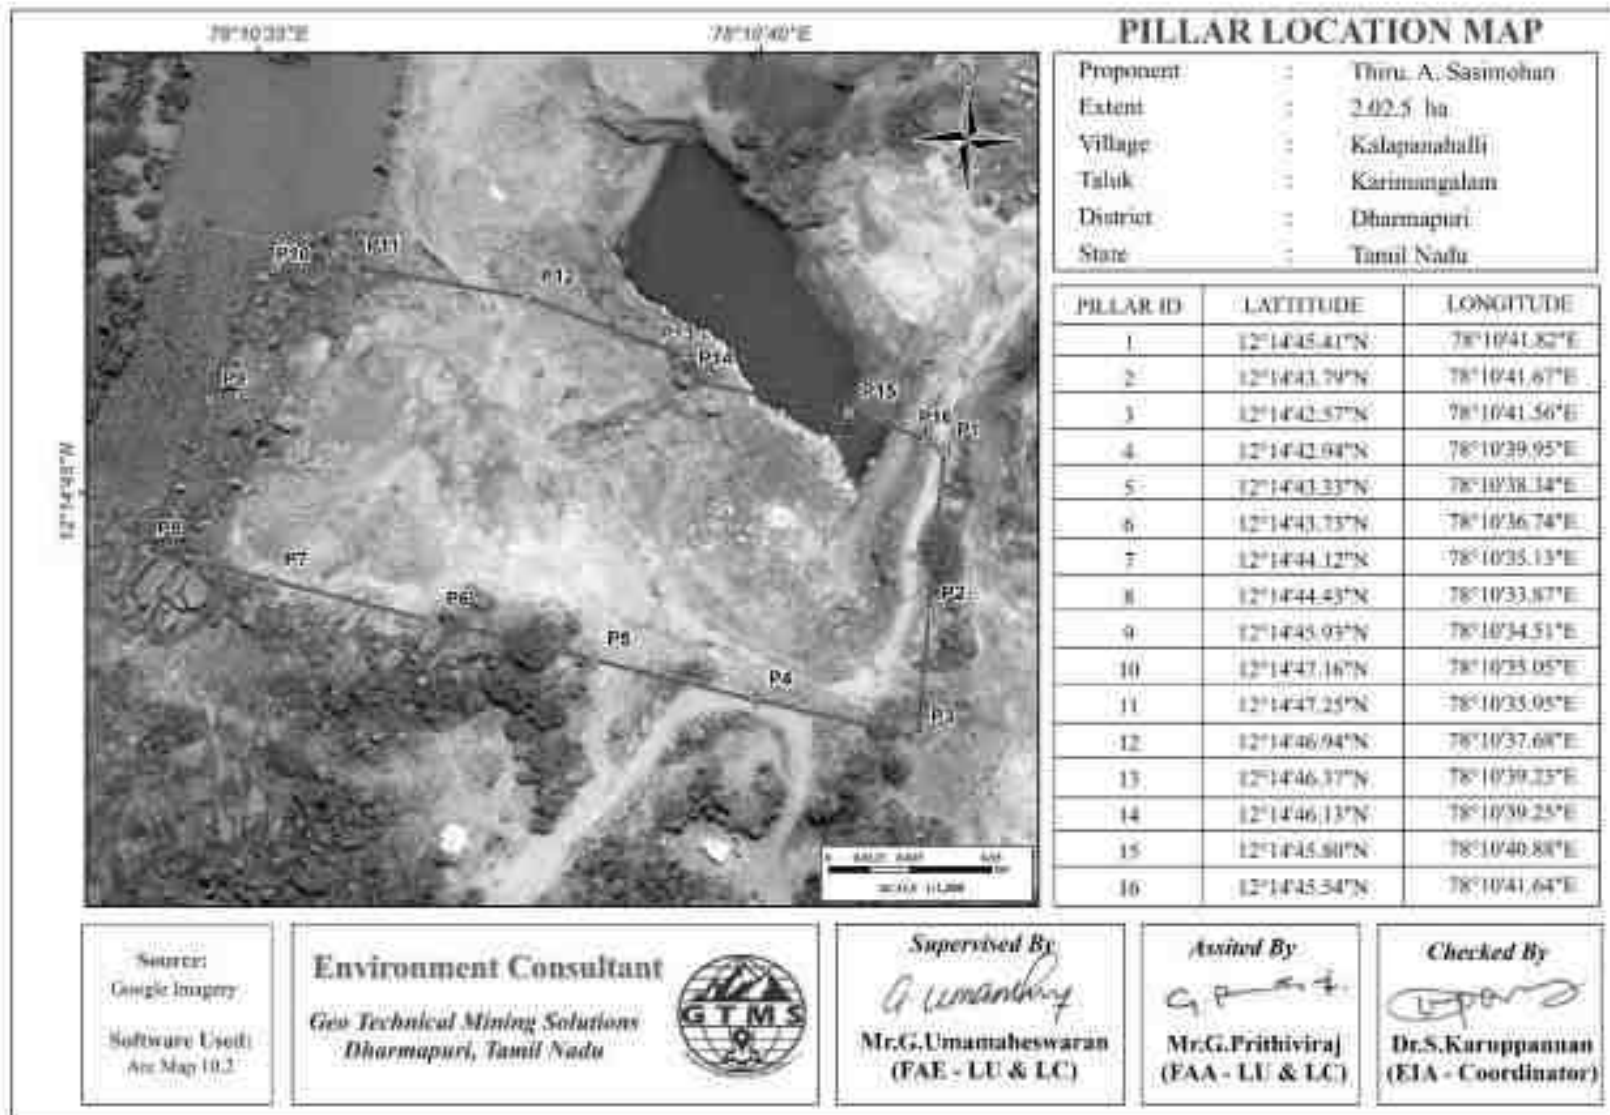 PILLAR LOCATION MAP
Proponent : Thiru. A. Sasimohan
Extent : 2.02.5 ha
Village : Kalapanahalli
Taluk : Karimangalam
District : Dharmapuri
State : Tamil Nadu
78°10'40"E
P10
P11
P12
P14
P9
P15
P16
P1
P8
P7
P6
P2
P5
P4
P3
PILLAR ID LATTITUDE LONGITUDE
1 12°14'45.41"N 78°10'41.82"E
2 12°14'43.79"N 78°10'41.67"E
3 12°14'42.57"N 78°10'41.56"E
4 12°14'42.94"N 78°10'39.95"E
5 12°14'43.33"N 78°10'38.34"E
6 12°14'43.73"N 78°10'36.74"E
7 12°14'44.12"N 78°10'35.13"E
8 12°14'44.43"N 78°10'33.87"E
9 12°14'45.93"N 78°10'34.51"E
10 12°14'47.16"N 78°10'35.05"E
11 12°14'47.25"N 78°10'35.95"E
12 12°14'46.94"N 78°10'37.68"E
13 12°14'46.37"N 78°10'39.25"E
14 12°14'46.13"N 78°10'39.25"E
15 12°14'45.80"N 78°10'40.88"E
16 12°14'45.54"N 78°10'41.64"E
SCALE 1:1,000
Source:
Google Imagery
Software Used:
Arc Map 10.2
Environment Consultant
Geo Technical Mining Solutions
Dharmapuri, Tamil Nadu
GTMS
Supervised By
Mr.G.Umamaheswaran
(FAE - LU & LC)
Assited By
Mr.G.Prithiviraj
(FAA - LU & LC)
Checked By
Dr.S.Karuppannan
(EIA - Coordinator)